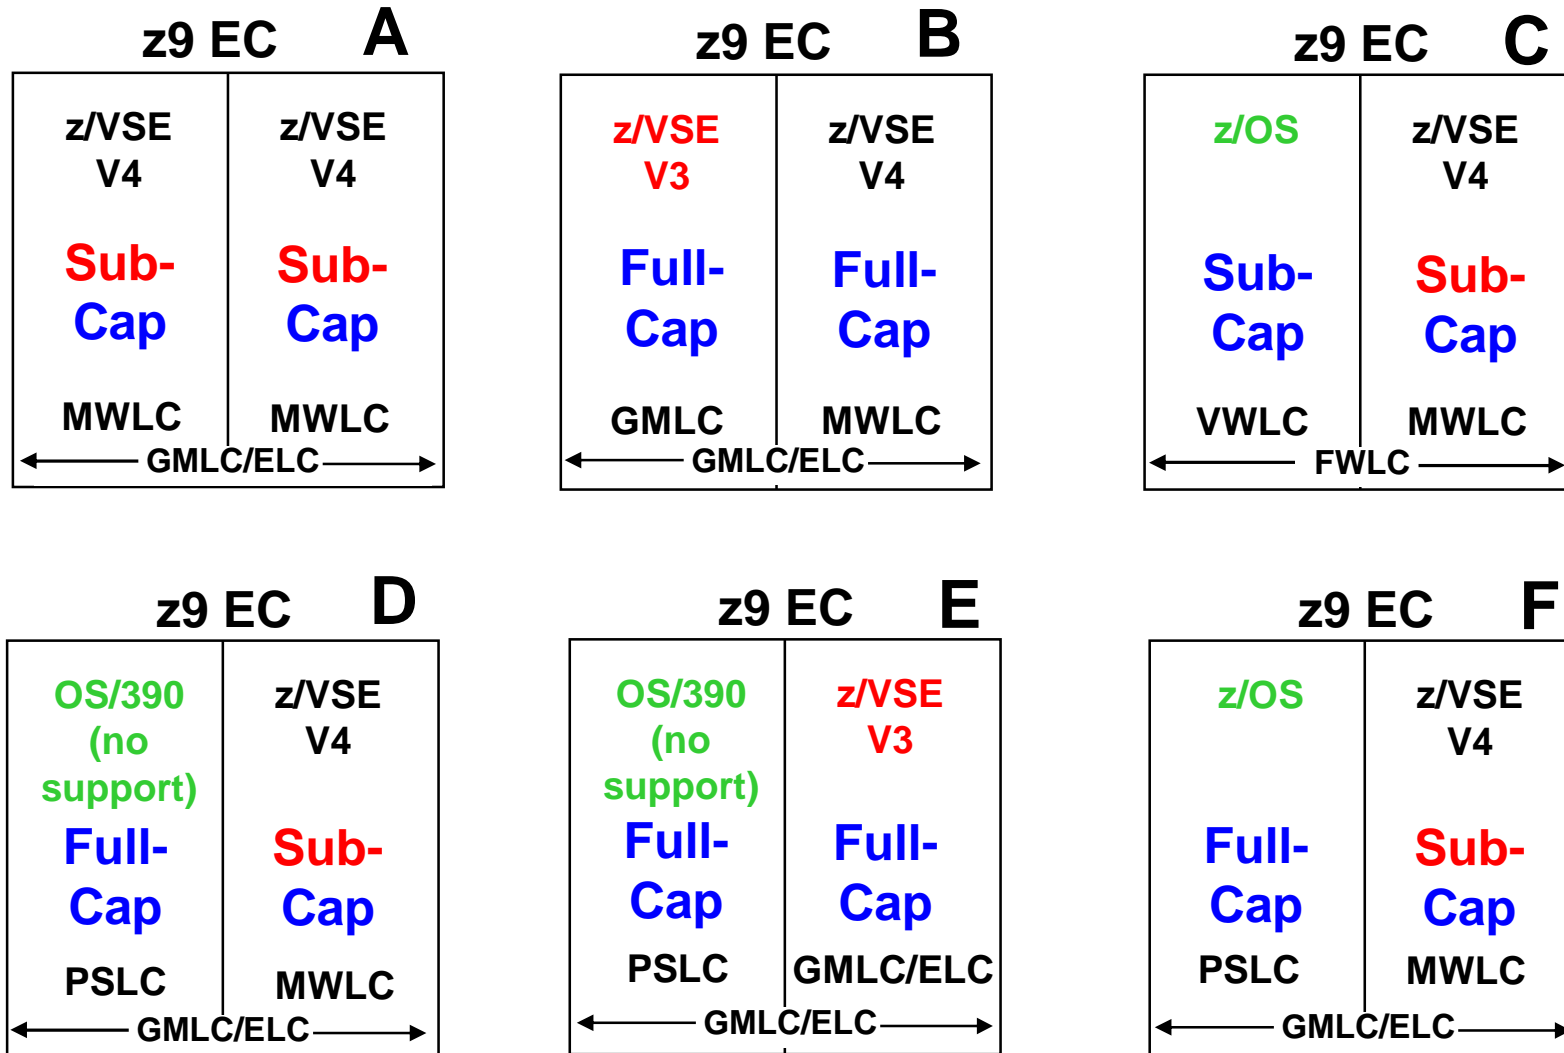 z9 EC A
z/VSE
V4
Sub-
Cap
MWLC
z/VSE
V4
Sub-
Cap
MWLC
GMLC/ELC
z9 EC B
z/VSE
V3
Full-
Cap
GMLC
z/VSE
V4
Full-
Cap
MWLC
GMLC/ELC
z9 EC C
z/OS
Sub-
Cap
VWLC
z/VSE
V4
Sub-
Cap
MWLC
FWLC
z9 EC D
OS/390
(no
support)
Full-
Cap
PSLC
z/VSE
V4
Sub-
Cap
MWLC
GMLC/ELC
z9 EC E
OS/390
(no
support)
Full-
Cap
PSLC
z/VSE
V3
Full-
Cap
GMLC/ELC
GMLC/ELC
z9 EC F
z/OS
Full-
Cap
PSLC
z/VSE
V4
Sub-
Cap
MWLC
GMLC/ELC